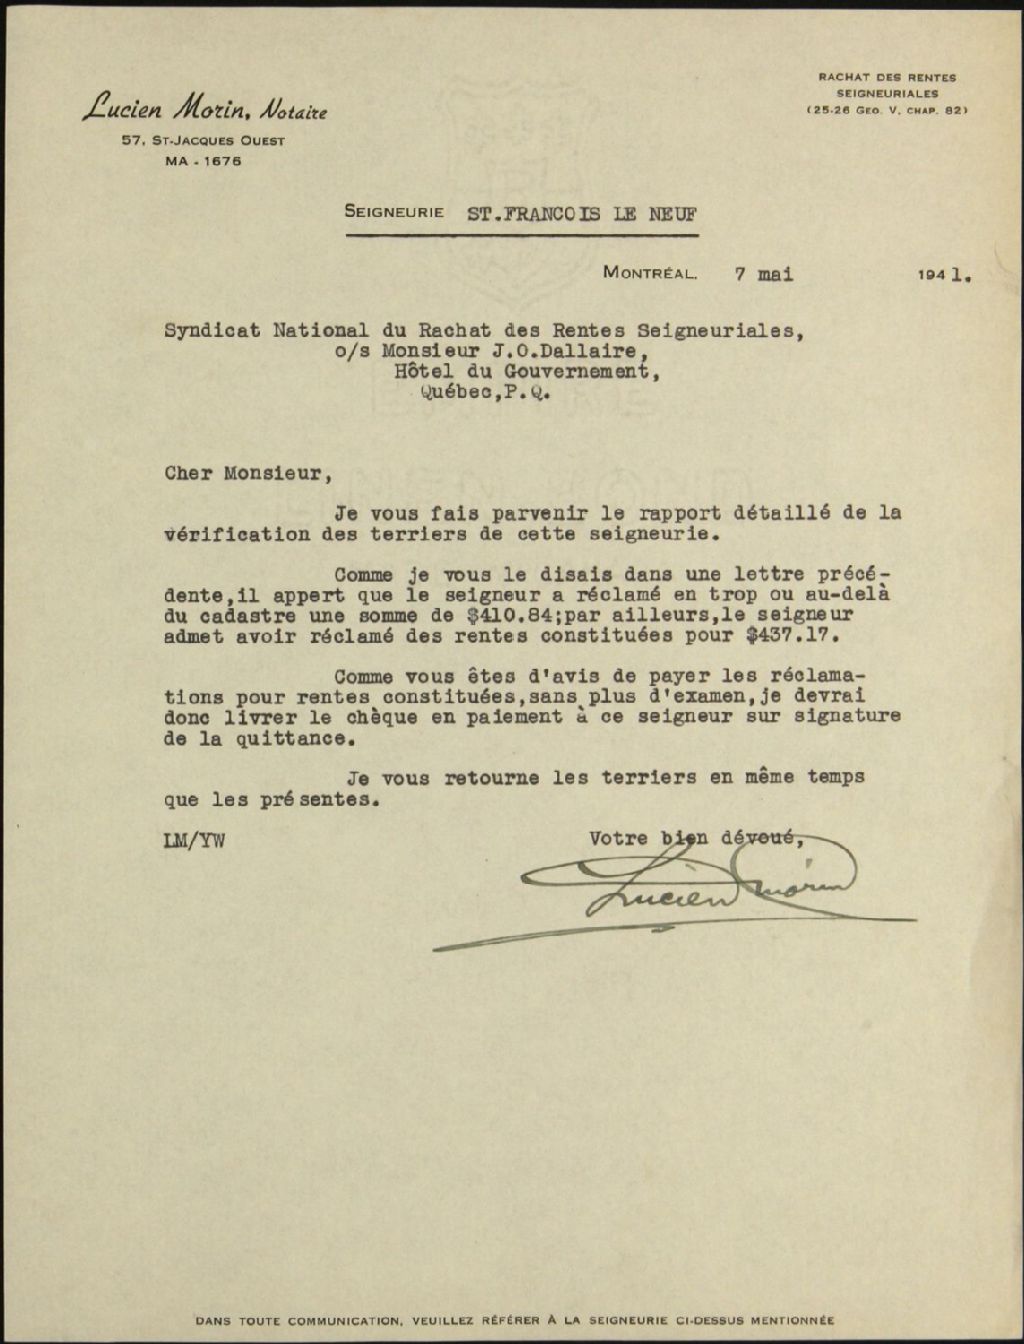 Lucien Morin, Notaire
57, St-Jacques Ouest
MA - 1676
RACHAT DES RENTES
SEIGNEURIALES
(25-26 Geo. V, chap. 82)
Seigneurie ST.FRANCOIS LE NEUF
Montréal, 7 mai 1941.
Syndicat National du Rachat des Rentes Seigneuriales,
o/s Monsieur J.O.Dallaire,
Hôtel du Gouvernement,
Québec,P.Q.
Cher Monsieur,
Je vous fais parvenir le rapport détaillé de la
vérification des terriers de cette seigneurie.
Comme je vous le disais dans une lettre précé-
dente,il appert que le seigneur a réclamé en trop ou au-delà
du cadastre une somme de $410.84;par ailleurs,le seigneur
admet avoir réclamé des rentes constituées pour $437.17.
Comme vous êtes d'avis de payer les réclama-
tions pour rentes constituées,sans plus d'examen,je devrai
donc livrer le chèque en paiement à ce seigneur sur signature
de la quittance.
Je vous retourne les terriers en même temps
que les présentes.
LM/YW
Votre bien dévoué,
Lucien Morin
DANS TOUTE COMMUNICATION, VEUILLEZ RÉFÉRER À LA SEIGNEURIE CI-DESSUS MENTIONNÉE